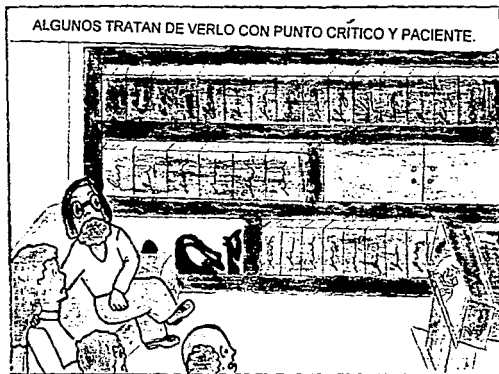 ALGUNOS TRATAN DE VERLO CON PUNTO CRÍTICO Y PACIENTE.